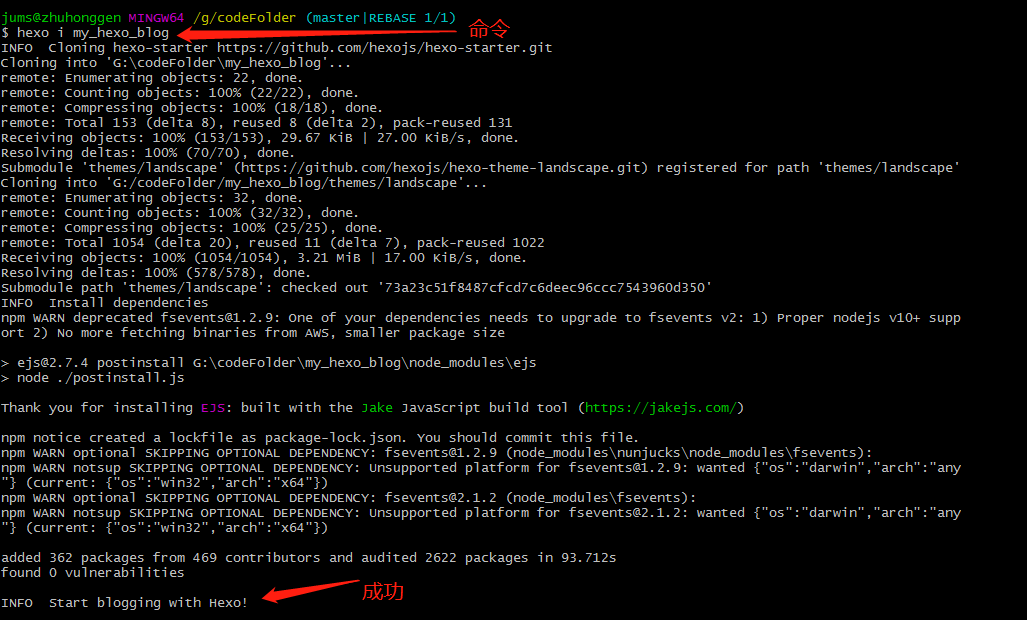 jums@zhuhonggen MINGW64 /g/codeFolder (master|REBASE 1/1)
$ hexo i my_hexo_blog 命令
INFO  Cloning hexo-starter https://github.com/hexojs/hexo-starter.git
Cloning into 'G:\codeFolder\my_hexo_blog'...
remote: Enumerating objects: 22, done.
remote: Counting objects: 100% (22/22), done.
remote: Compressing objects: 100% (18/18), done.
remote: Total 153 (delta 8), reused 8 (delta 2), pack-reused 131
Receiving objects: 100% (153/153), 29.67 KiB | 27.00 KiB/s, done.
Resolving deltas: 100% (70/70), done.
Submodule 'themes/landscape' (https://github.com/hexojs/hexo-theme-landscape.git) registered for path 'themes/landscape'
Cloning into 'G:/codeFolder/my_hexo_blog/themes/landscape'...
remote: Enumerating objects: 32, done.
remote: Counting objects: 100% (32/32), done.
remote: Compressing objects: 100% (25/25), done.
remote: Total 1054 (delta 20), reused 11 (delta 7), pack-reused 1022
Receiving objects: 100% (1054/1054), 3.21 MiB | 17.00 KiB/s, done.
Resolving deltas: 100% (578/578), done.
Submodule path 'themes/landscape': checked out '73a23c51f8487cfcd7c6deec96ccc7543960d350'
INFO  Install dependencies
npm WARN deprecated fsevents@1.2.9: One of your dependencies needs to upgrade to fsevents v2: 1) Proper nodejs v10+ supp
ort 2) No more fetching binaries from AWS, smaller package size
> ejs@2.7.4 postinstall G:\codeFolder\my_hexo_blog\node_modules\ejs
> node ./postinstall.js
Thank you for installing EJS: built with the Jake JavaScript build tool (https://jakejs.com/)
npm notice created a lockfile as package-lock.json. You should commit this file.
npm WARN optional SKIPPING OPTIONAL DEPENDENCY: fsevents@1.2.9 (node_modules\nunjucks\node_modules\fsevents):
npm WARN notsup SKIPPING OPTIONAL DEPENDENCY: Unsupported platform for fsevents@1.2.9: wanted {"os":"darwin","arch":"any
"} (current: {"os":"win32","arch":"x64"})
npm WARN optional SKIPPING OPTIONAL DEPENDENCY: fsevents@2.1.2 (node_modules\fsevents):
npm WARN notsup SKIPPING OPTIONAL DEPENDENCY: Unsupported platform for fsevents@2.1.2: wanted {"os":"darwin","arch":"any
"} (current: {"os":"win32","arch":"x64"})
added 362 packages from 469 contributors and audited 2622 packages in 93.712s
found 0 vulnerabilities
成功
INFO  Start blogging with Hexo!